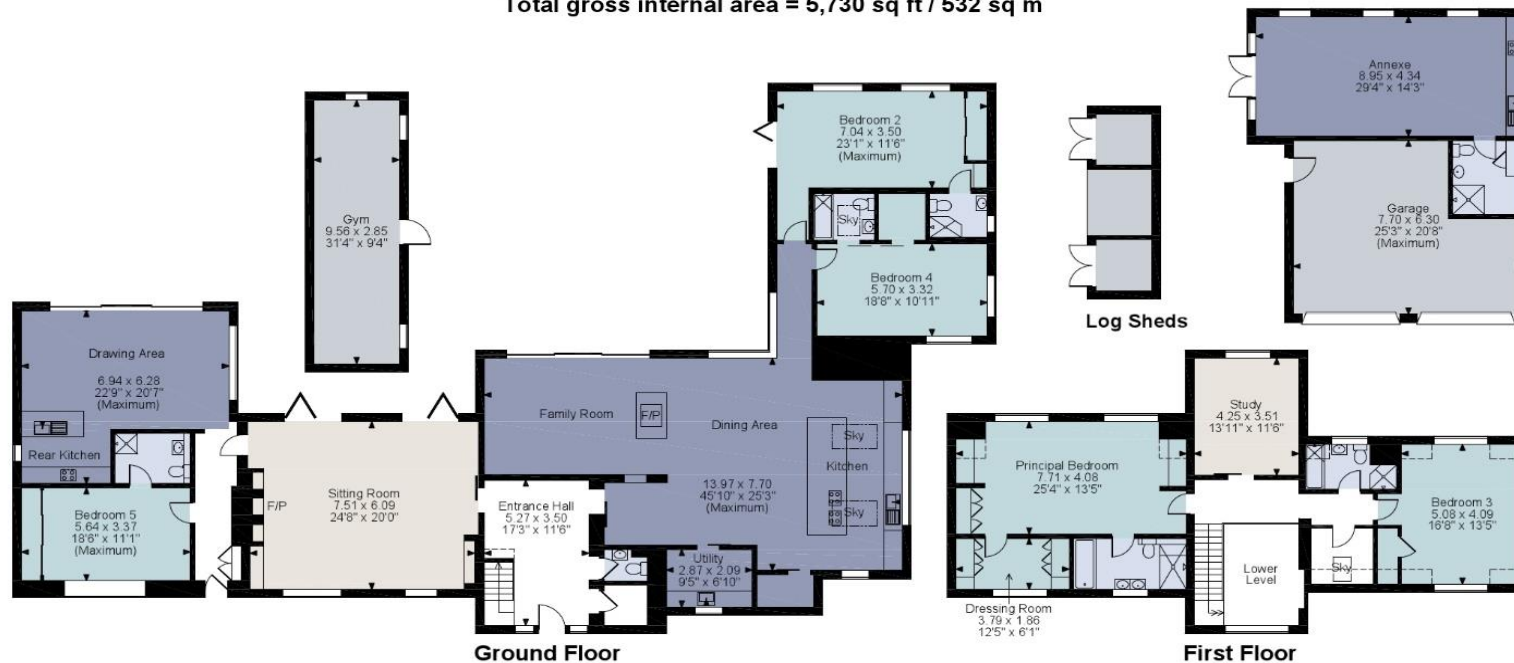 Total gross internal area = 5,730 sq ft / 532 sq m
Annexe
8.95 x 4.34
29'4" x 14'3"
Bedroom 2
7.04 x 3.50
23'1" x 11'6"
(Maximum)
Sky
Gym
9.56 x 2.85
31'4" x 9'4"
Garage
7.70 x 6.30
25'3" x 20'8"
(Maximum)
Bedroom 4
5.70 x 3.32
18'8" x 10'11"
Log Sheds
Drawing Area
6.94 x 6.28
22'9" x 20'7"
(Maximum)
Rear Kitchen
Family Room
F/P
Dining Area
Sky
Kitchen
13.97 x 7.70
45'10" x 25'3"
(Maximum)
Sky
Study
4.25 x 3.51
13'11" x 11'6"
Principal Bedroom
7.71 x 4.08
25'4" x 13'5"
Sitting Room
7.51 x 6.09
24'8" x 20'0"
F/P
Entrance Hall
5.27 x 3.50
17'3" x 11'6"
Bedroom 5
5.64 x 3.37
18'6" x 11'1"
(Maximum)
Bedroom 3
5.08 x 4.09
16'8" x 13'5"
Utility
2.87 x 2.09
9'5" x 6'10"
Lower
Level
Sky
Dressing Room
3.79 x 1.86
12'5" x 6'1"
Ground Floor
First Floor